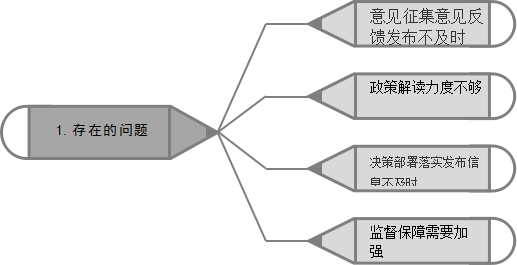 1. 存在的问题
意见征集意见反
馈发布不及时
政策解读力度不够
决策部署落实发布信
息不及时
监督保障需要加
强